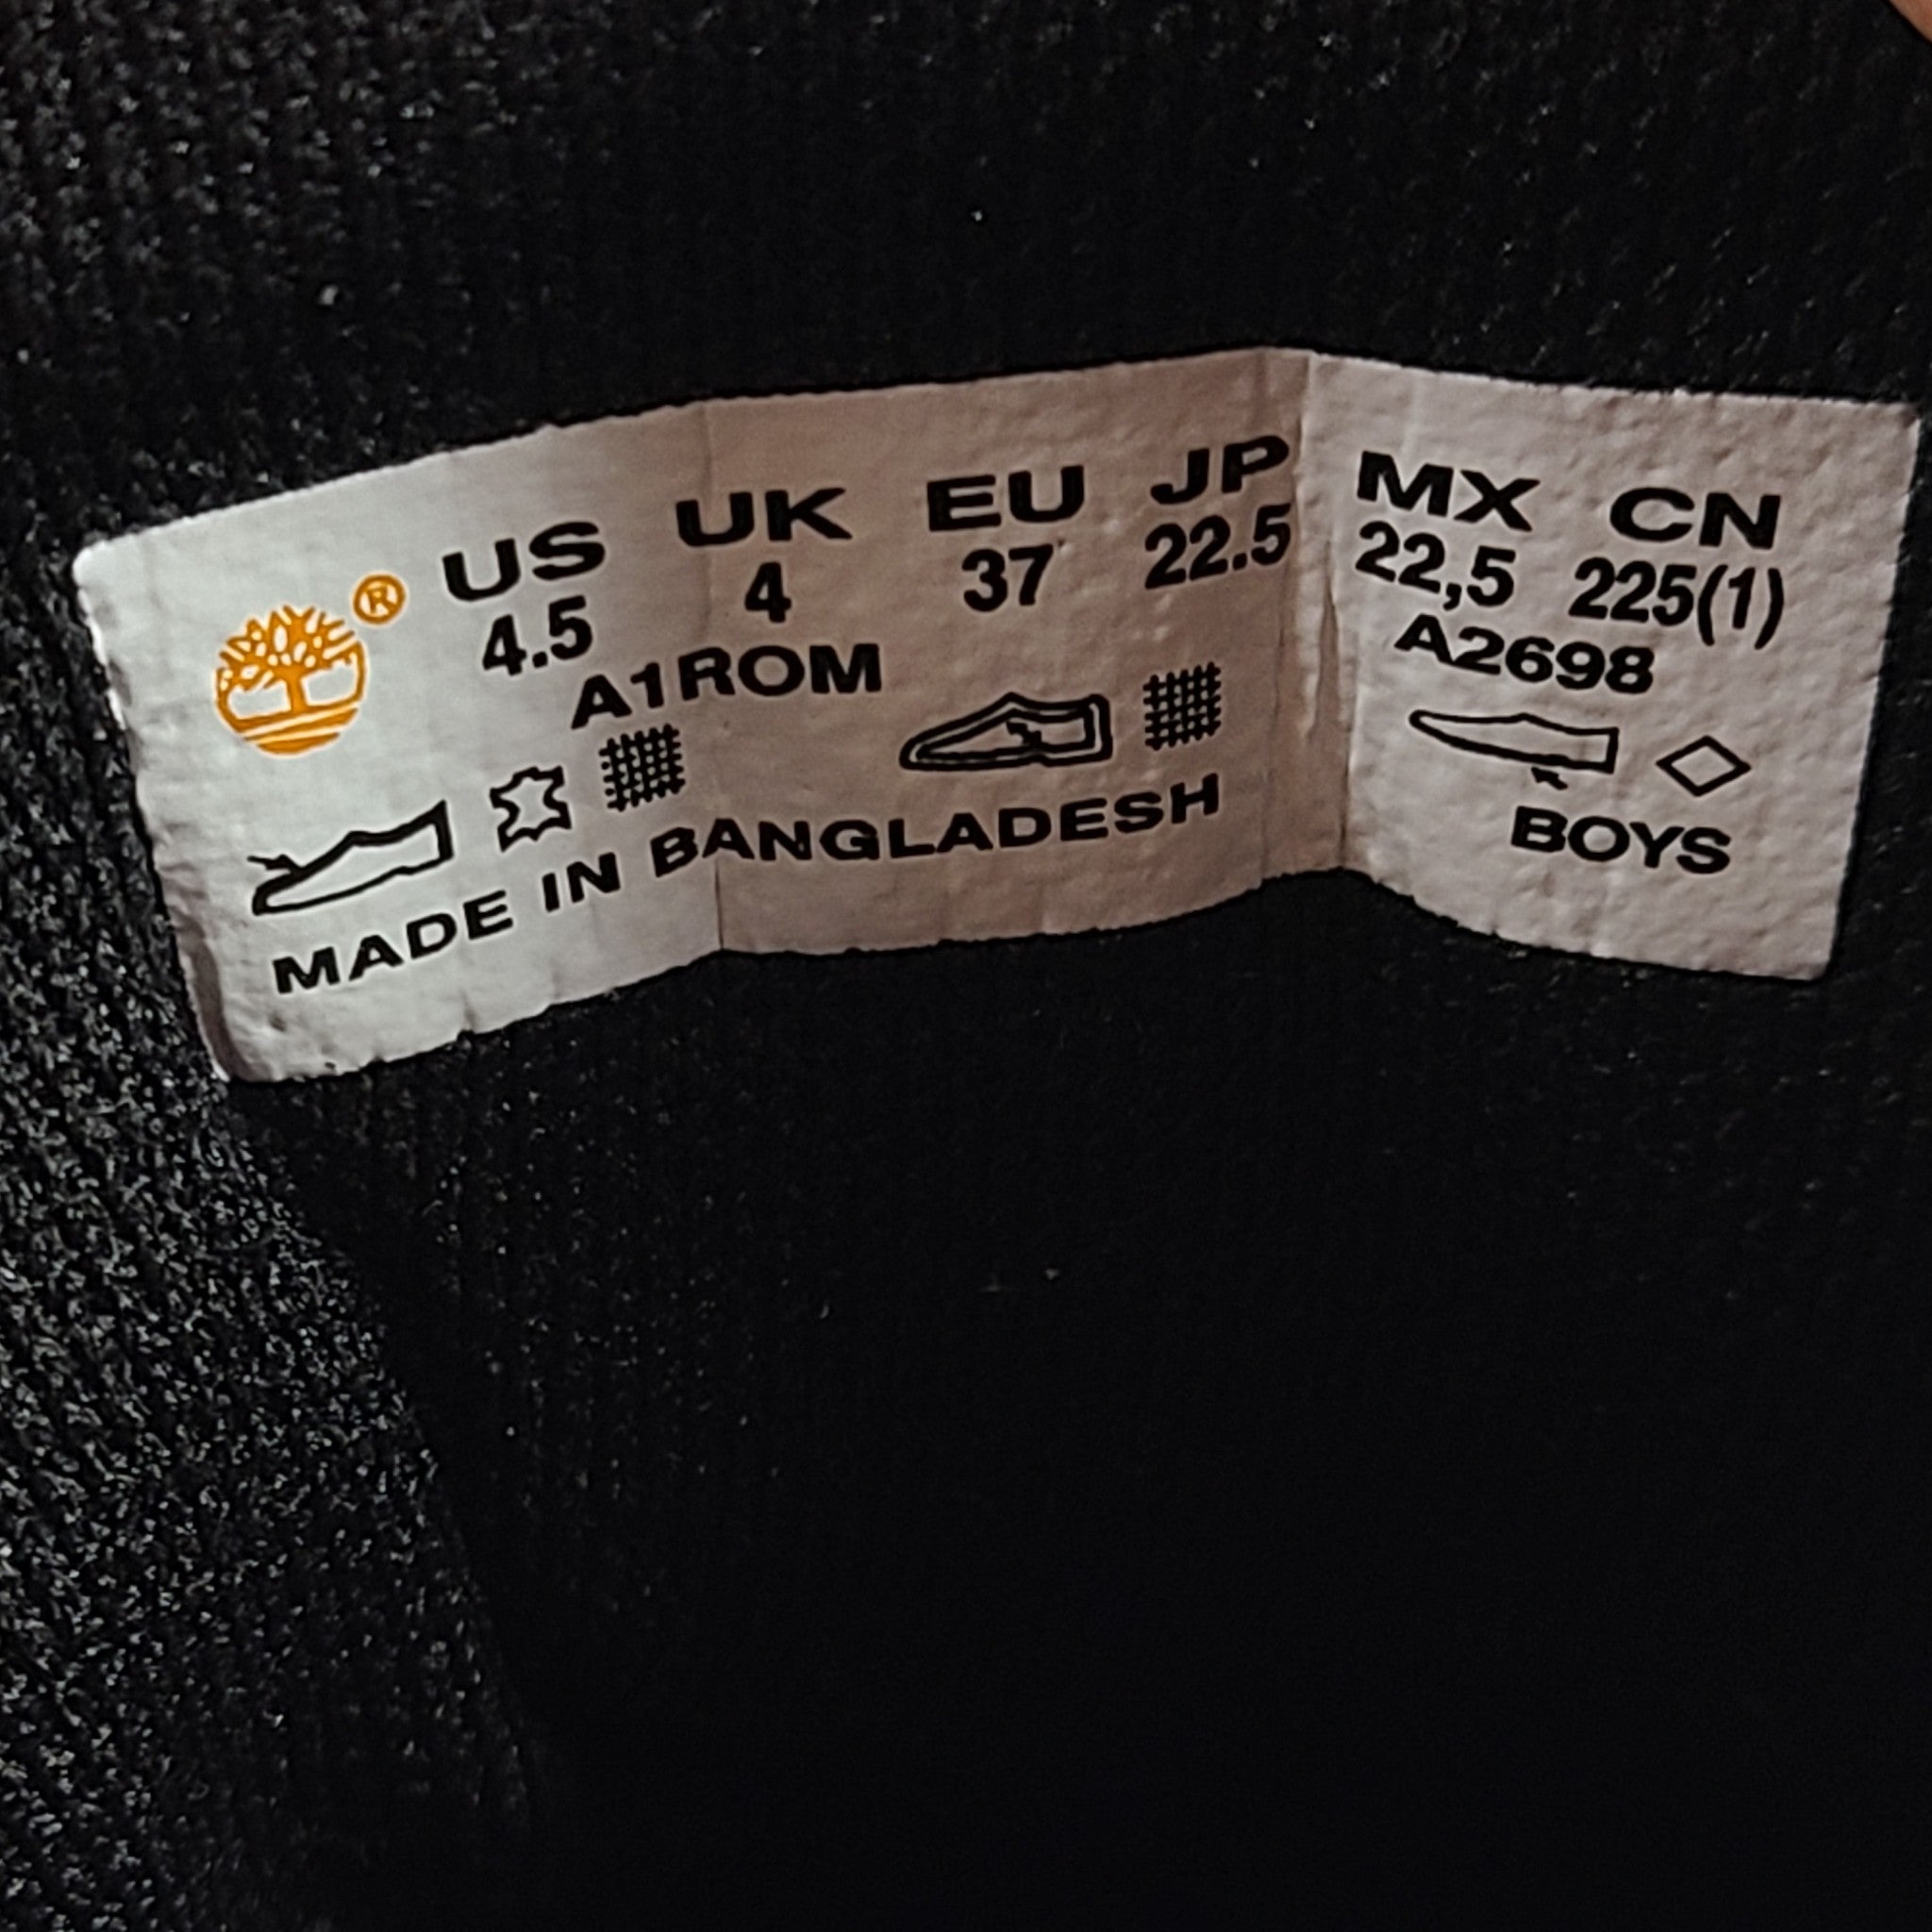 ® US UK EU JP MX CN
4.5 4 37 22.5 22,5 225(1)
A1ROM A2698
MADE IN BANGLADESH BOYS